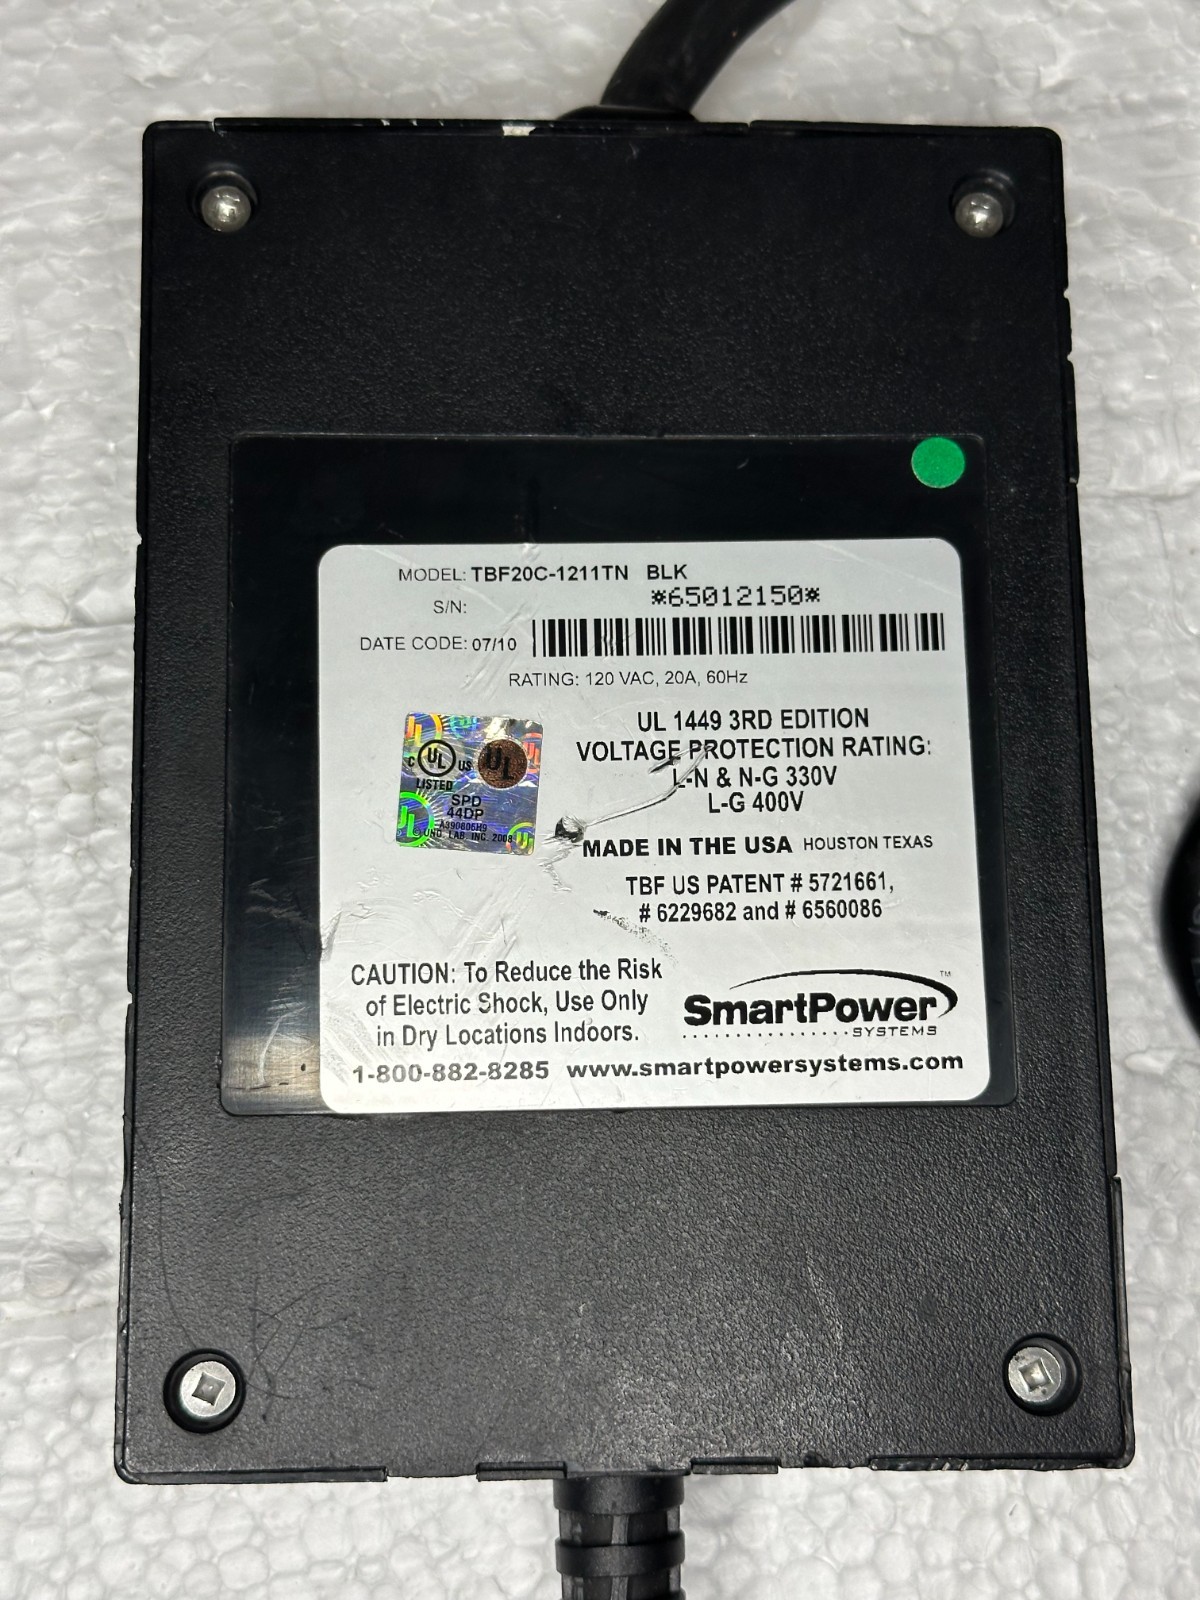 MODEL: TBF20C-1211TN BLK
S/N: *65012150*
DATE CODE: 07/10
RATING: 120 VAC, 20A, 60Hz
UL 1449 3RD EDITION
VOLTAGE PROTECTION RATING:
L-N & N-G 330V
L-G 400V
C UL US
UL
LISTED
SPD
44DP
MADE IN THE USA HOUSTON TEXAS
TBF US PATENT # 5721661,
# 6229682 and # 6560086
CAUTION: To Reduce the Risk
of Electric Shock, Use Only
in Dry Locations Indoors.
SmartPower™
SYSTEMS
1-800-882-8285 www.smartpowersystems.com